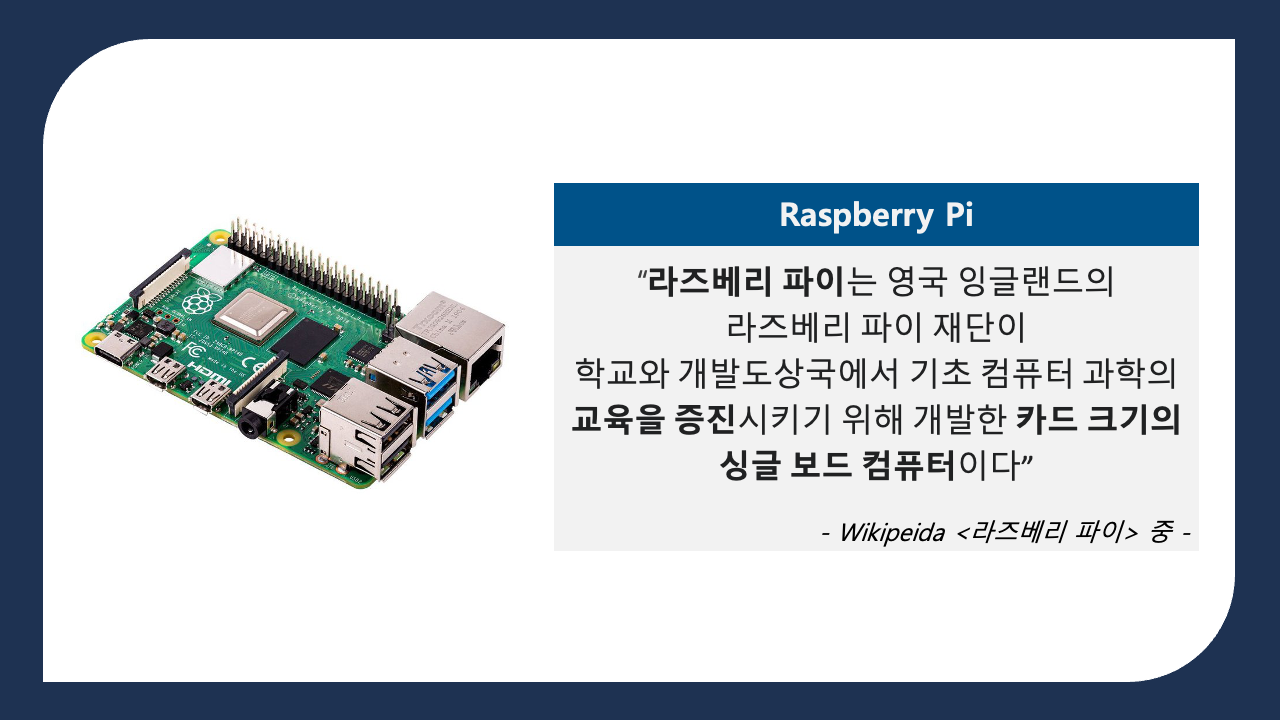 Raspberry Pi
“라즈베리 파이는 영국 잉글랜드의
라즈베리 파이 재단이
학교와 개발도상국에서 기초 컴퓨터 과학의
교육을 증진시키기 위해 개발한 카드 크기의
싱글 보드 컴퓨터이다”
- Wikipeida <라즈베리 파이> 중 -
HDMI